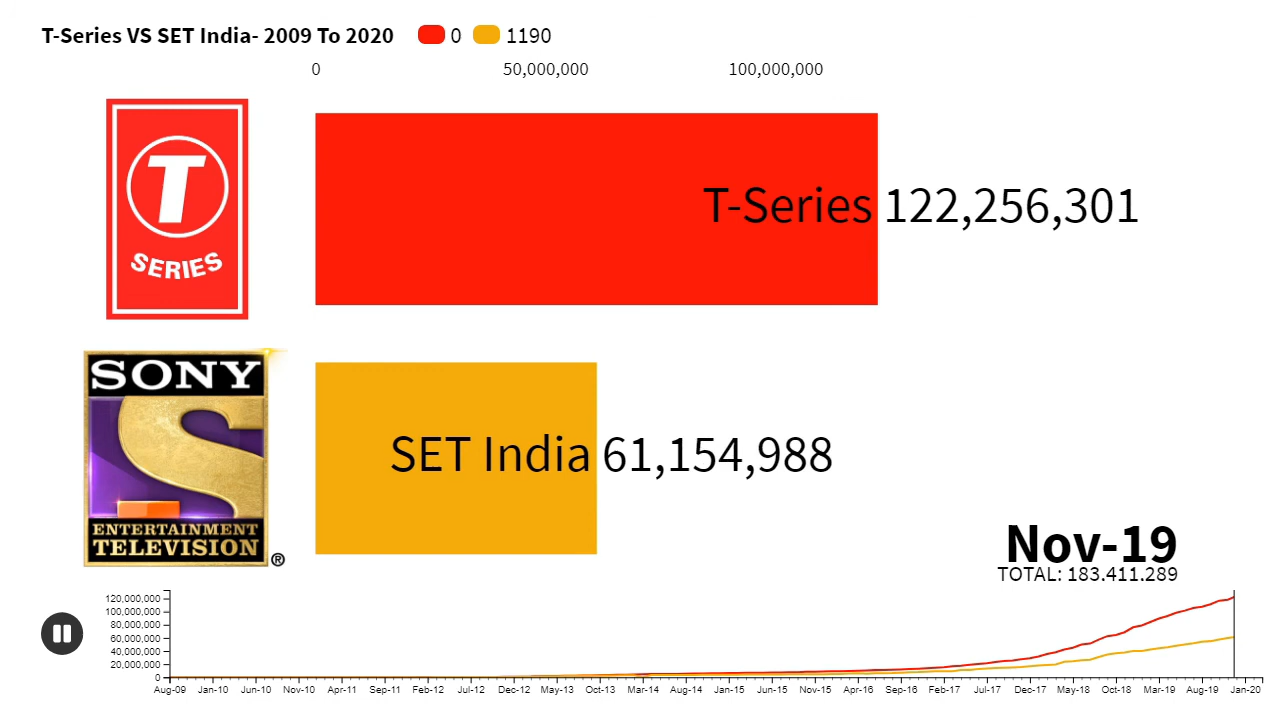 T-Series VS SET India- 2009 To 2020 0 1190
0 50,000,000 100,000,000
T
SERIES
T-Series 122,256,301
SONY
S
ENTERTAINMENT
TELEVISION
®
SET India 61,154,988
Nov-19
TOTAL: 183.411.289
120,000,000
100,000,000
80,000,000
60,000,000
40,000,000
20,000,000
0
Aug-09 Jan-10 Jun-10 Nov-10 Apr-11 Sep-11 Feb-12 Jul-12 Dec-12 May-13 Oct-13 Mar-14 Aug-14 Jan-15 Jun-15 Nov-15 Apr-16 Sep-16 Feb-17 Jul-17 Dec-17 May-18 Oct-18 Mar-19 Aug-19 Jan-20